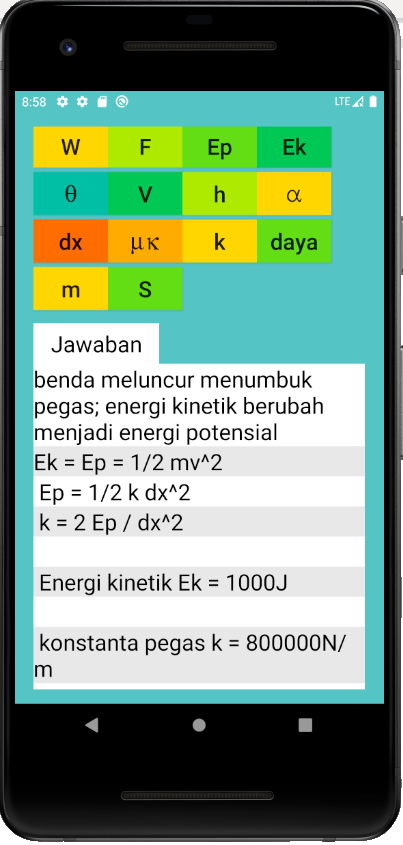 8:58 LTE
W F Ep Ek
θ V h α
dx μκ k daya
m S
Jawaban
benda meluncur menumbuk
pegas; energi kinetik berubah
menjadi energi potensial
Ek = Ep = 1/2 mv^2
Ep = 1/2 k dx^2
k = 2 Ep / dx^2
Energi kinetik Ek = 1000J
konstanta pegas k = 800000N/
m